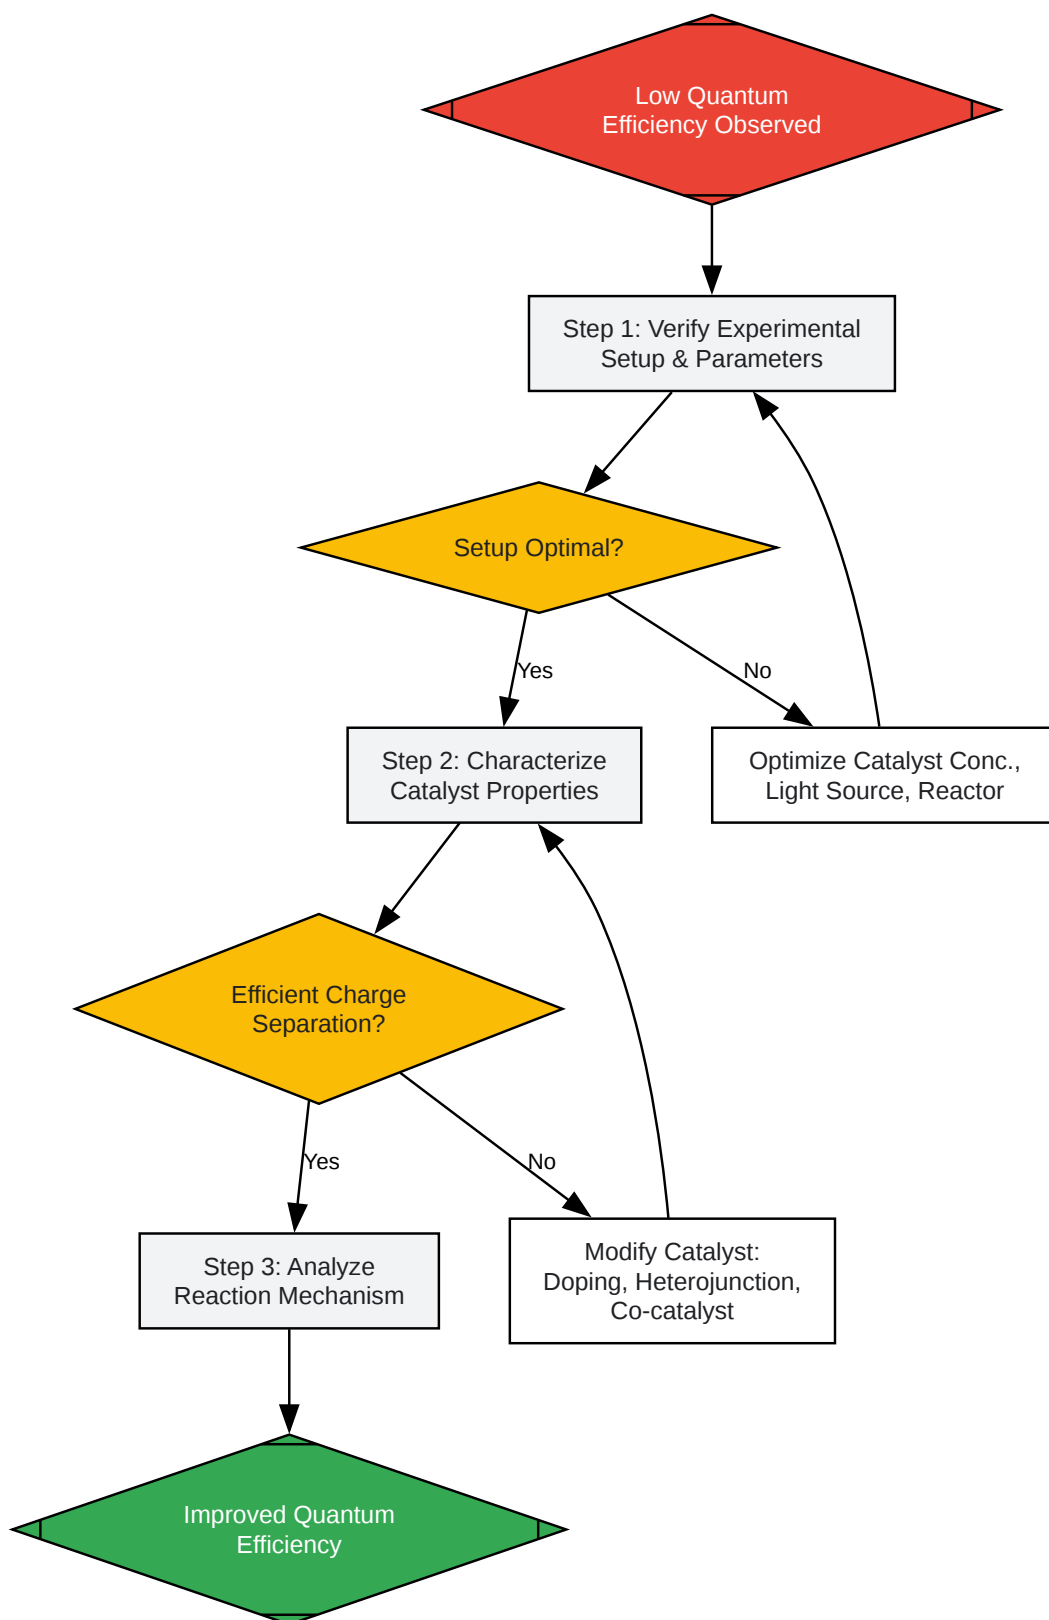 Low Quantum
Efficiency Observed
Step 1: Verify Experimental
Setup & Parameters
Setup Optimal?
Yes
No
Step 2: Characterize
Catalyst Properties
Optimize Catalyst Conc.,
Light Source, Reactor
Efficient Charge
Separation?
Yes
No
Step 3: Analyze
Reaction Mechanism
Modify Catalyst:
Doping, Heterojunction,
Co-catalyst
Improved Quantum
Efficiency